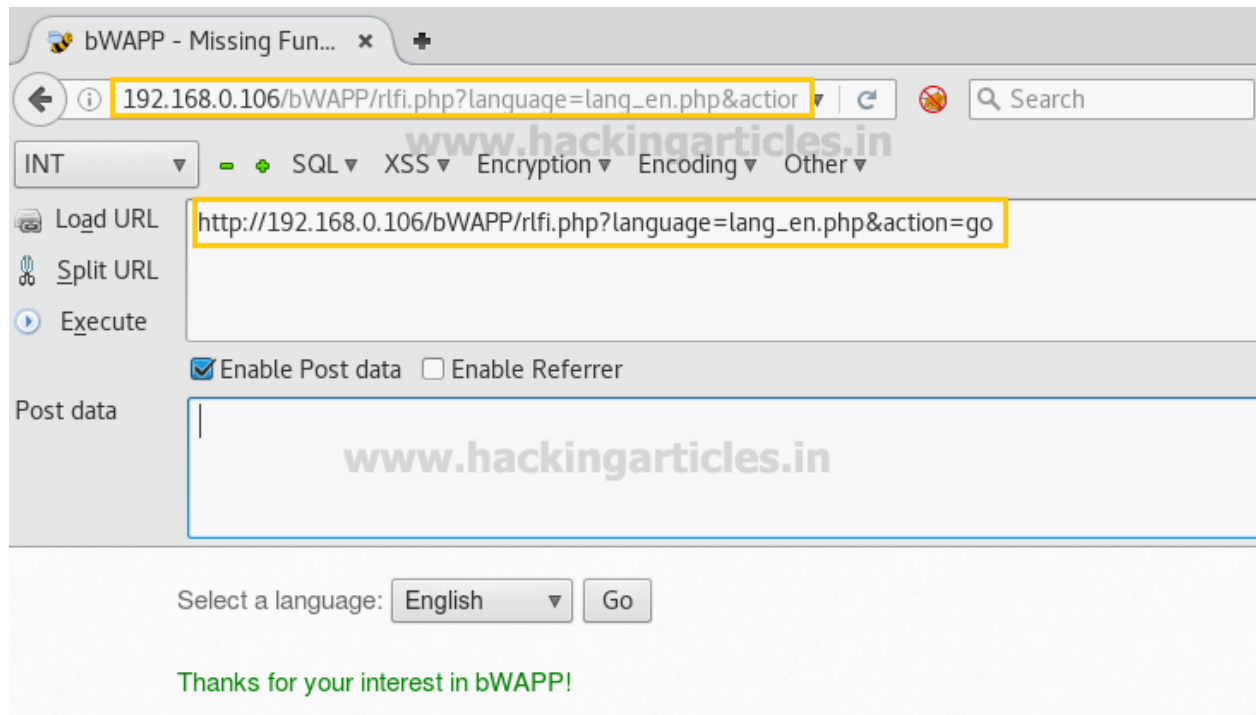 bWAPP - Missing Fun...
192.168.0.106/bWAPP/rlfi.php?language=lang_en.php&action
Search
www.hackingarticles.in
INT
SQL XSS Encryption Encoding Other
Load URL
http://192.168.0.106/bWAPP/rlfi.php?language=lang_en.php&action=go
Split URL
Execute
Enable Post data Enable Referrer
Post data
www.hackingarticles.in
Select a language: English Go
Thanks for your interest in bWAPP!